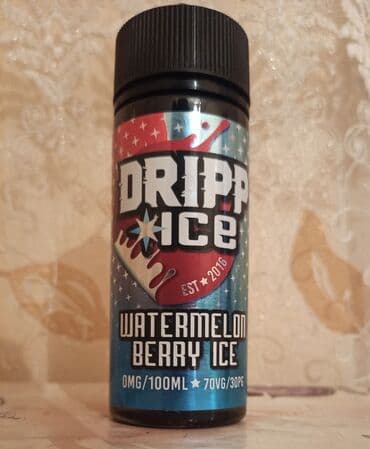 DRIPP
ICE
EST ★ 2016
WATERMELON
BERRY ICE
0MG/100ML ★ 70VG/30PG